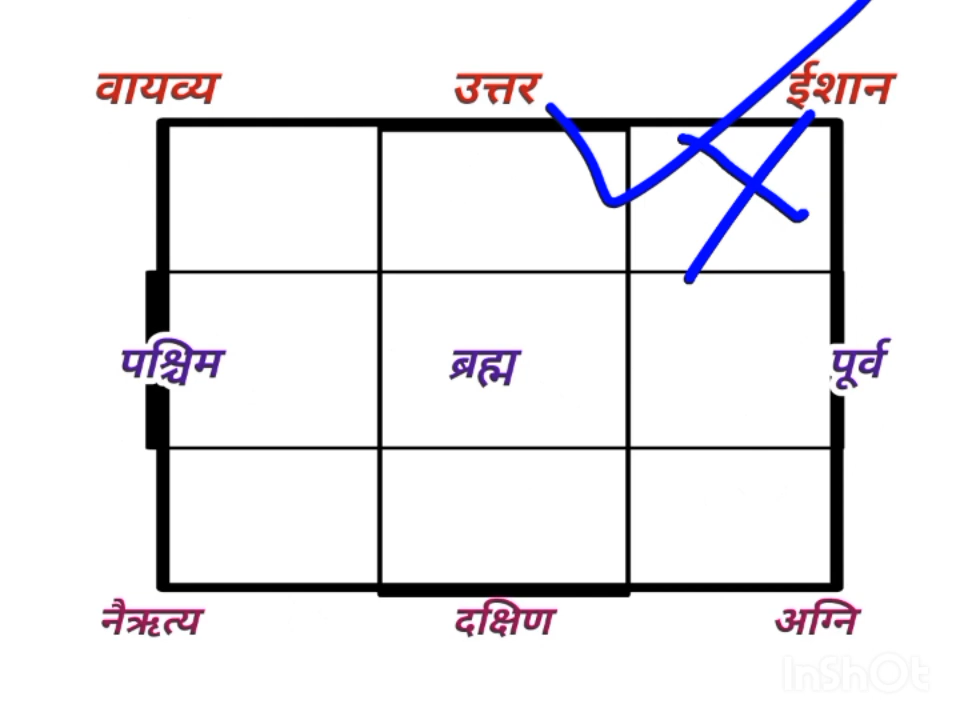 वायव्य उत्तर ईशान
पश्चिम ब्रह्म पूर्व
नैऋत्य दक्षिण अग्नि
InShOt